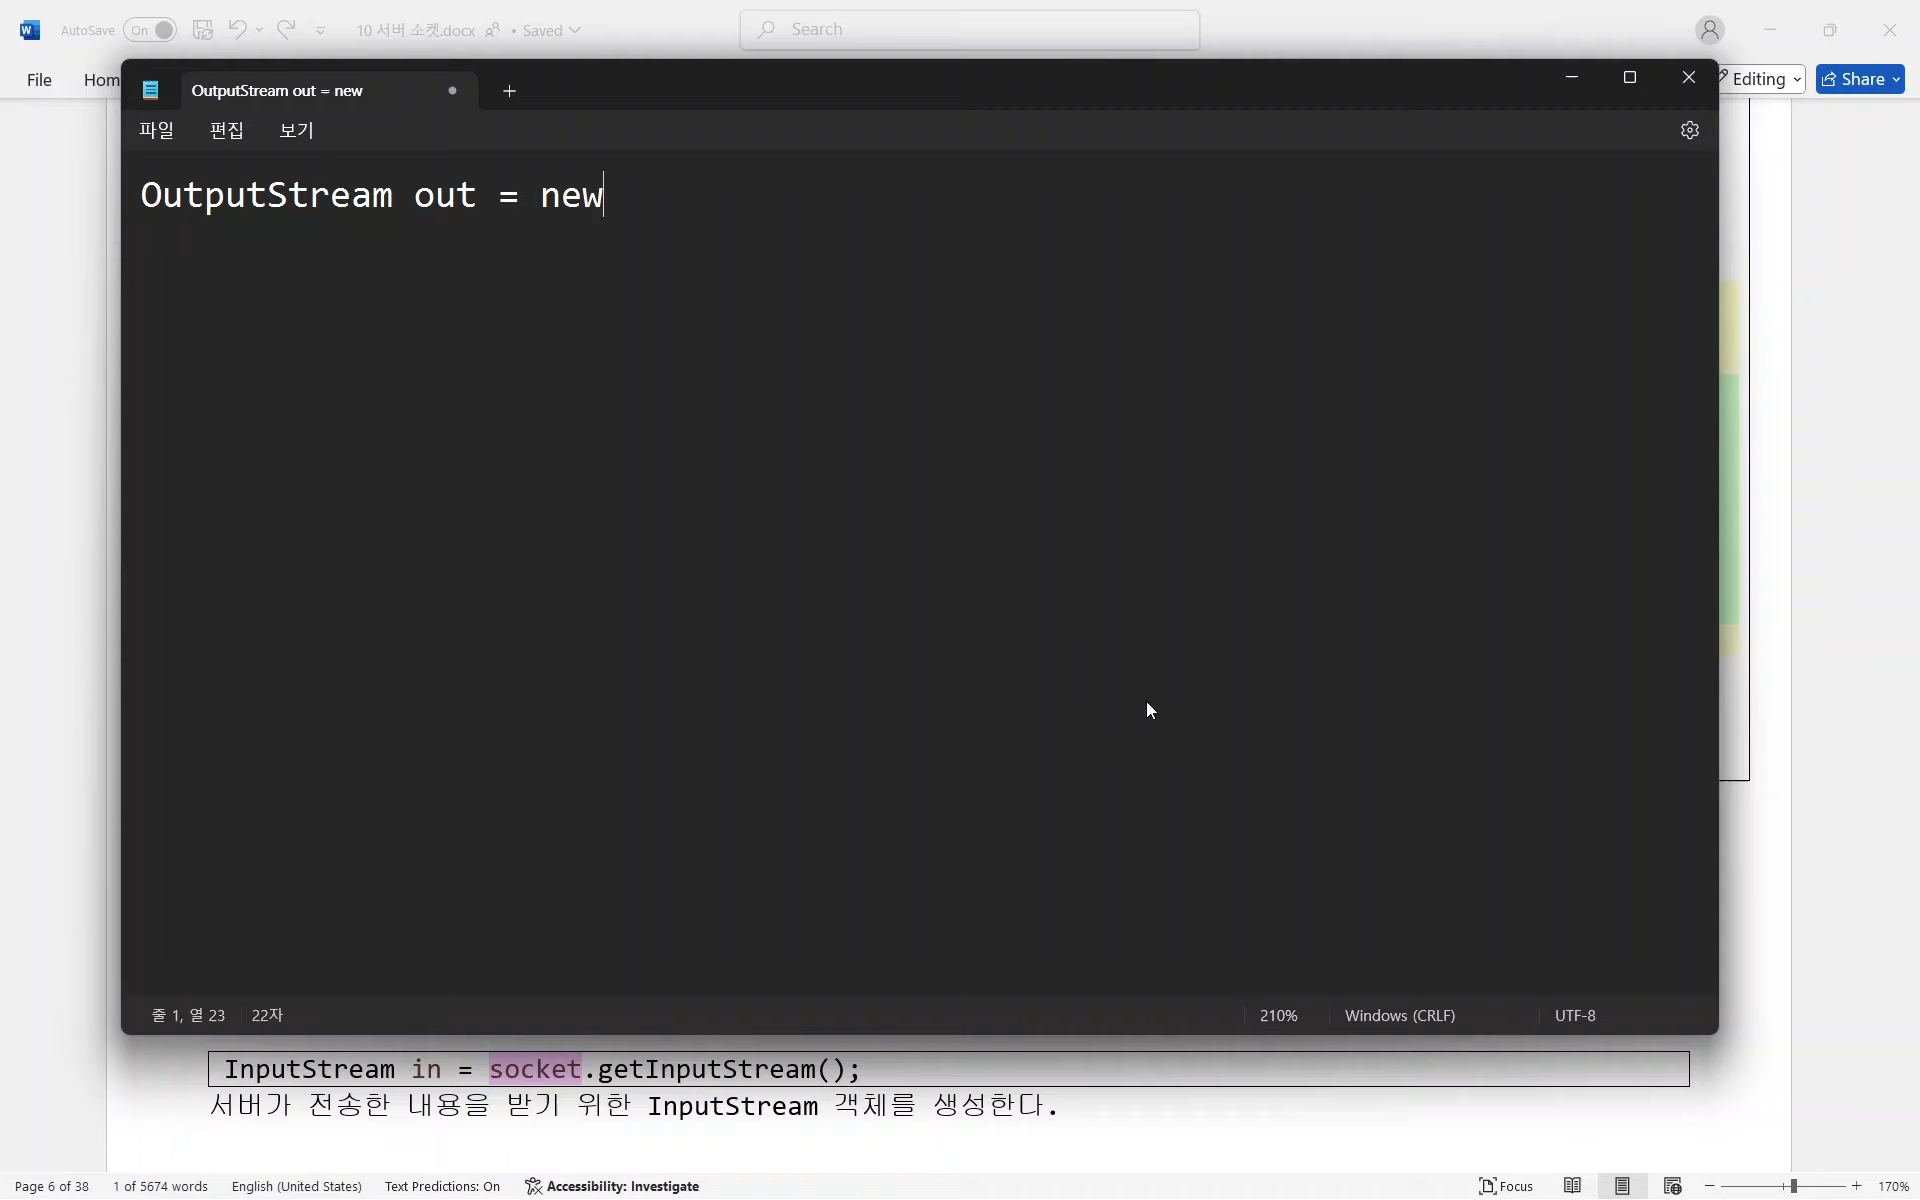 AutoSave On 10 서버 소켓.docx • Saved Search
File Hom Editing Share
OutputStream out = new
파일 편집 보기
OutputStream out = new
줄 1, 열 23 22자 210% Windows (CRLF) UTF-8
InputStream in = socket.getInputStream();
서버가 전송한 내용을 받기 위한 InputStream 객체를 생성한다.
Page 6 of 38 1 of 5674 words English (United States) Text Predictions: On Accessibility: Investigate Focus 170%